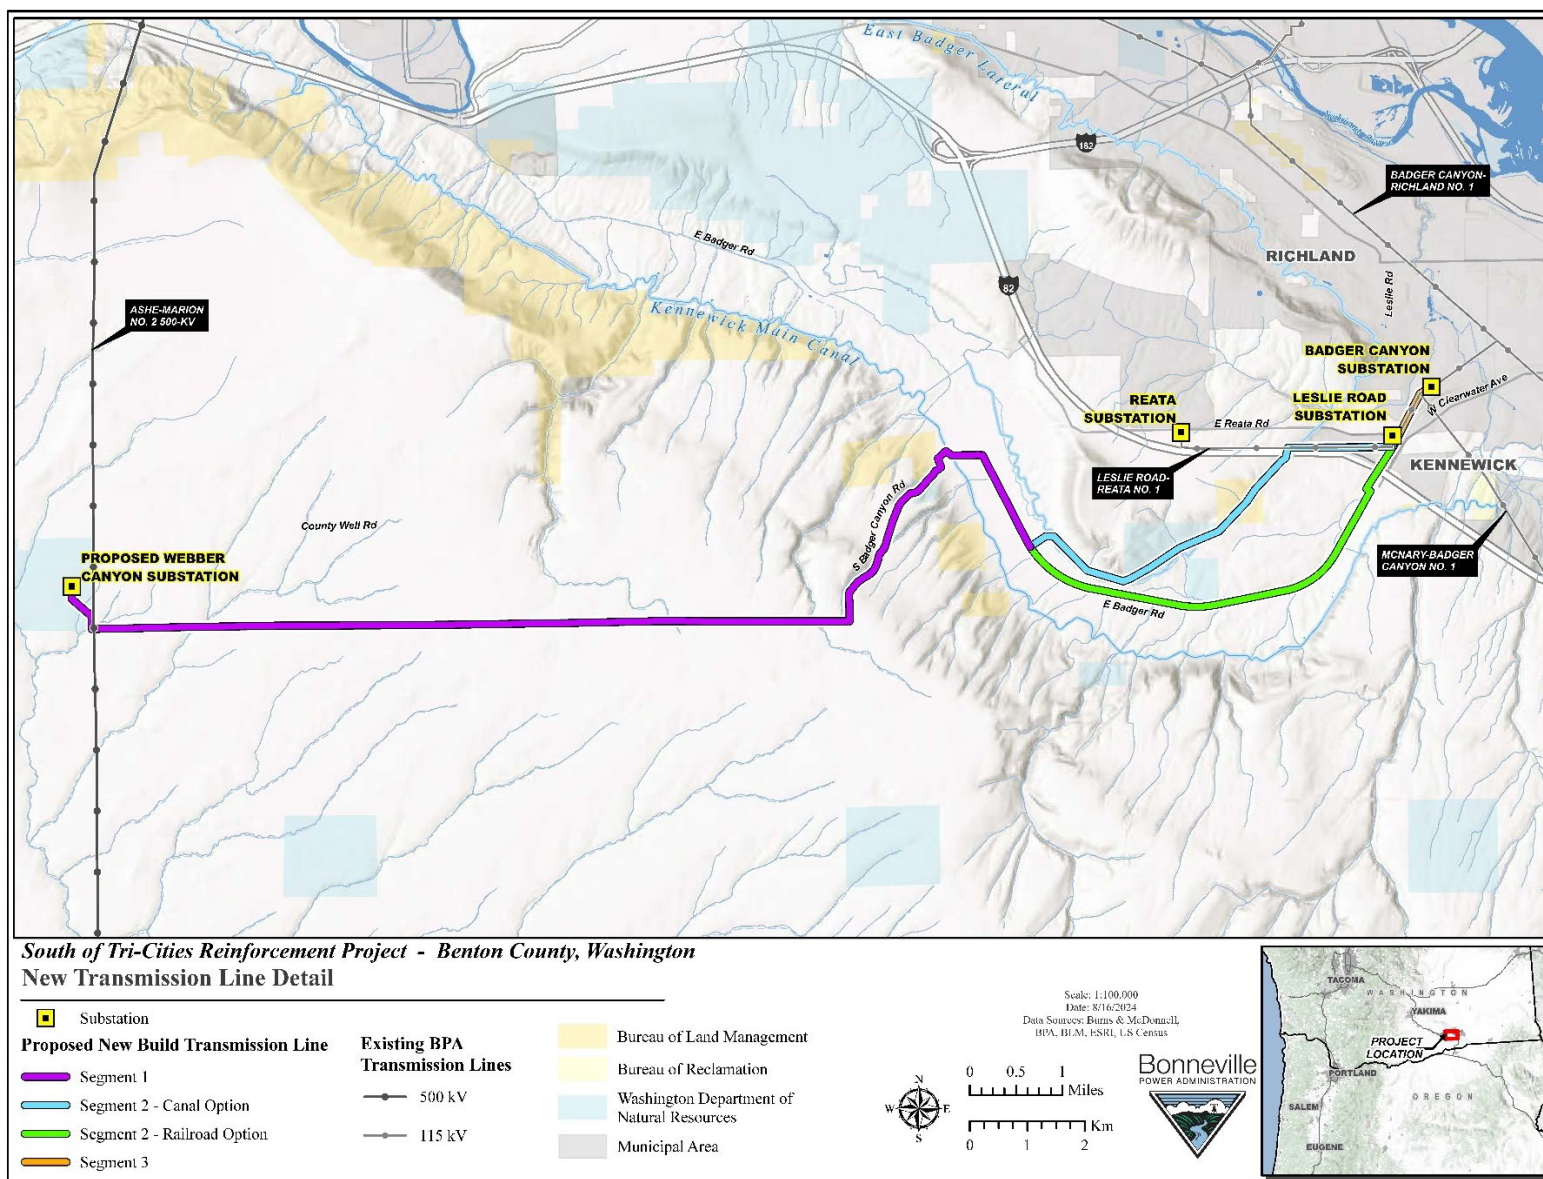 East Badger Lateral
182
BADGER CANYON-
RICHLAND NO. 1
RICHLAND
E Badger Rd
Leslie Rd
82
ASHE-MARION
NO. 2 500-KV
Kennewick Main Canal
BADGER CANYON
SUBSTATION
REATA
SUBSTATION
LESLIE ROAD
SUBSTATION
W Clearwater Ave
E Reata Rd
KENNEWICK
LESLIE ROAD-
REATA NO. 1
S Badger Canyon Rd
County Well Rd
PROPOSED WEBBER
CANYON SUBSTATION
MCNARY-BADGER
CANYON NO. 1
E Badger Rd
South of Tri-Cities Reinforcement Project - Benton County, Washington
New Transmission Line Detail
Substation
Proposed New Build Transmission Line
Segment 1
Segment 2 - Canal Option
Segment 2 - Railroad Option
Segment 3
Existing BPA
Transmission Lines
500 kV
115 kV
Bureau of Land Management
Bureau of Reclamation
Washington Department of
Natural Resources
Municipal Area
Scale: 1:100,000
Date: 8/16/2024
Data Sources: Burns & McDonnell,
BPA, BLM, ESRI, US Census
N
W E
S
0 0.5 1
Miles
Km
0 1 2
Bonneville
POWER ADMINISTRATION
TACOMA
WASHINGTON
YAKIMA
PROJECT
LOCATION
PORTLAND
SALEM
OREGON
EUGENE